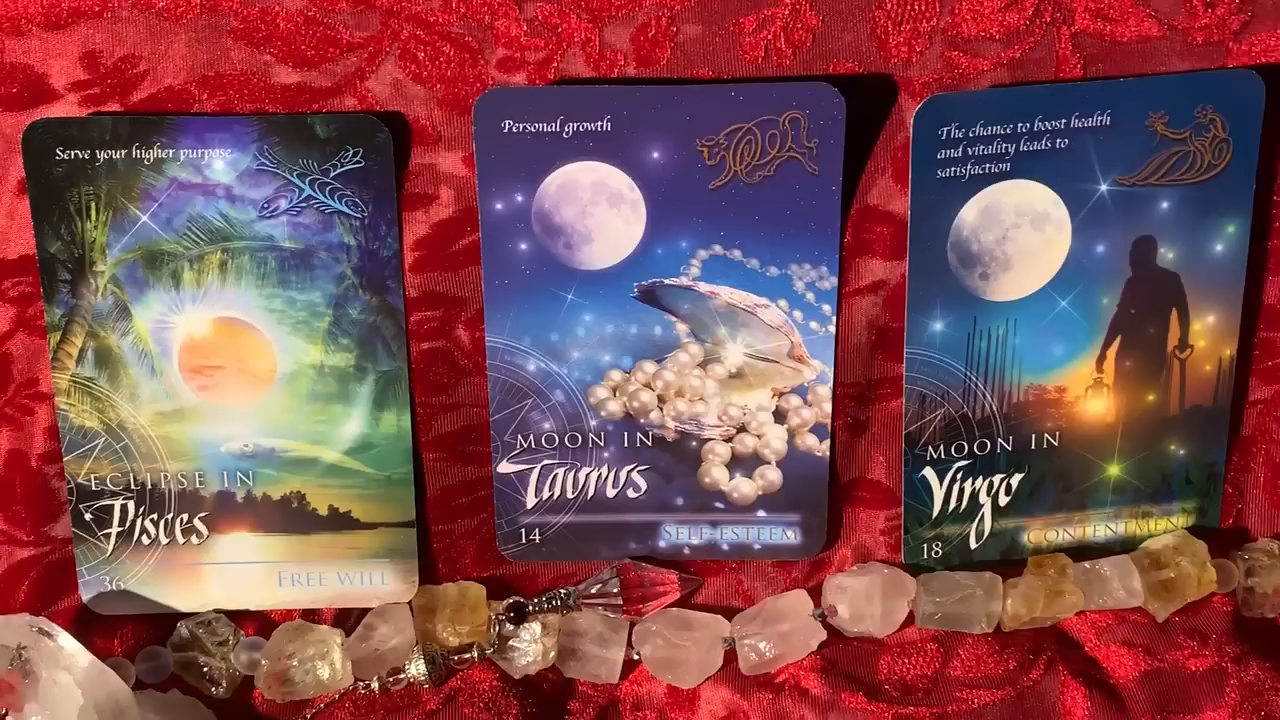 Serve your higher purpose
ECLIPSE IN
Pisces
36
FREE WILL
Personal growth
MOON IN
Taurus
14
SELF-ESTEEM
The chance to boost health
and vitality leads to
satisfaction
MOON IN
Virgo
18
CONTENTMENT